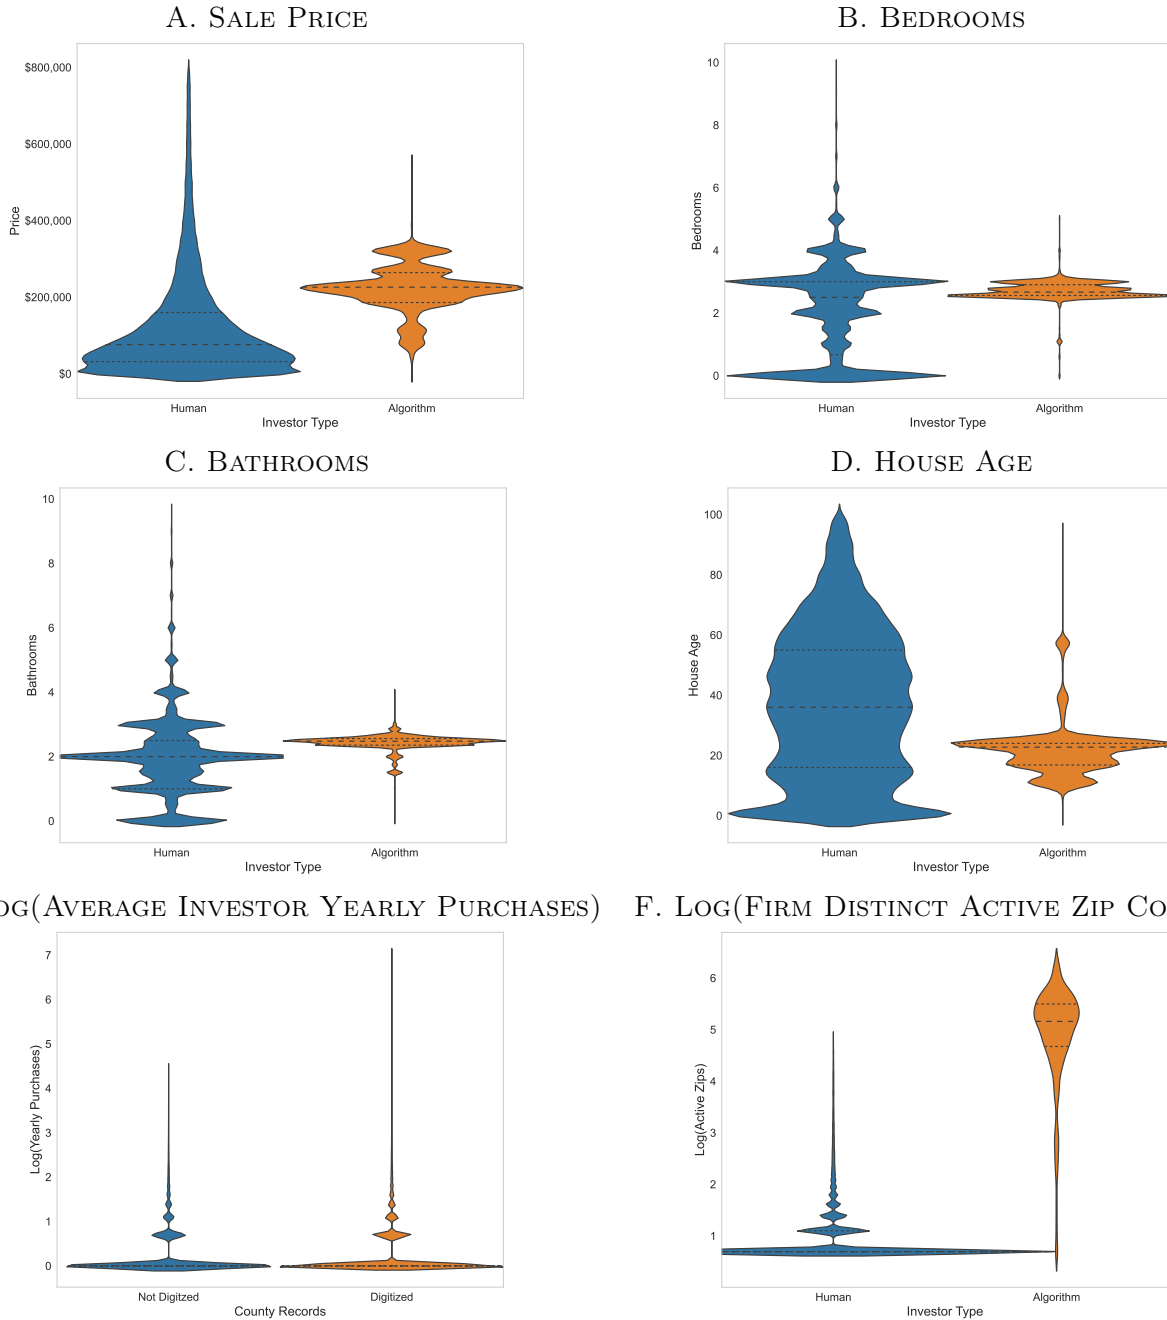 A. Sale Price
B. Bedrooms
$800,000
$600,000
$400,000
$200,000
$0
Price
Human
Algorithm
Investor Type
10
8
6
4
2
0
Bedrooms
Human
Algorithm
Investor Type
C. Bathrooms
D. House Age
10
8
6
4
2
0
Bathrooms
Human
Algorithm
Investor Type
100
80
60
40
20
0
House Age
Human
Algorithm
Investor Type
og(Average Investor Yearly Purchases)
F. Log(Firm Distinct Active Zip Co
7
6
5
4
3
2
1
0
Log(Yearly Purchases)
Not Digitzed
Digitized
County Records
6
5
4
3
2
1
Log(Active Zips)
Human
Algorithm
Investor Type